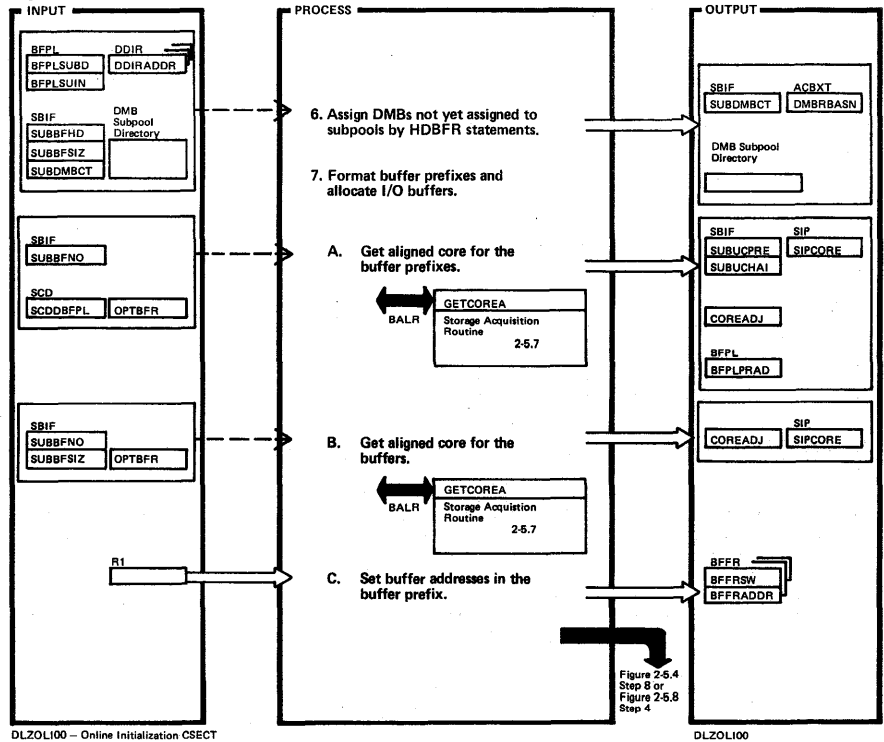 INPUT
BFPL DDIR
BFPLSUBD DDIRADDR
BFPLSUIN
SBIF DMB
Subpool
Directory
SUBBFHD
SUBBFSIZ
SUBDMBCT
SBIF
SUBBFNO
SCD
SCDDBFPL OPTBFR
SBIF
SUBBFNO
SUBBFSIZ OPTBFR
R1
PROCESS
6. Assign DMBs not yet assigned to
subpools by HDBFR statements.
7. Format buffer prefixes and
allocate I/O buffers.
A. Get aligned core for the
buffer prefixes.
BALR
GETCOREA
Storage Acquisition
Routine
2-5.7
B. Get aligned core for the
buffers.
BALR
GETCOREA
Storage Acquistion
Routine
2-5.7
C. Set buffer addresses in the
buffer prefix.
Figure 2-5.4
Step 8 or
Figure 2-5.8
Step 4
OUTPUT
SBIF ACBXT
SUBDMBCT DMBRBASN
DMB Subpool
Directory
SBIF SIP
SUBUCPRE SIPCORE
SUBUCHAI
COREADJ
BFPL
BFPLPRAD
SIP
COREADJ SIPCORE
BFFR
BFFRSW
BFFRADDR
DLZOLI00 – Online Initialization CSECT
DLZOLI00